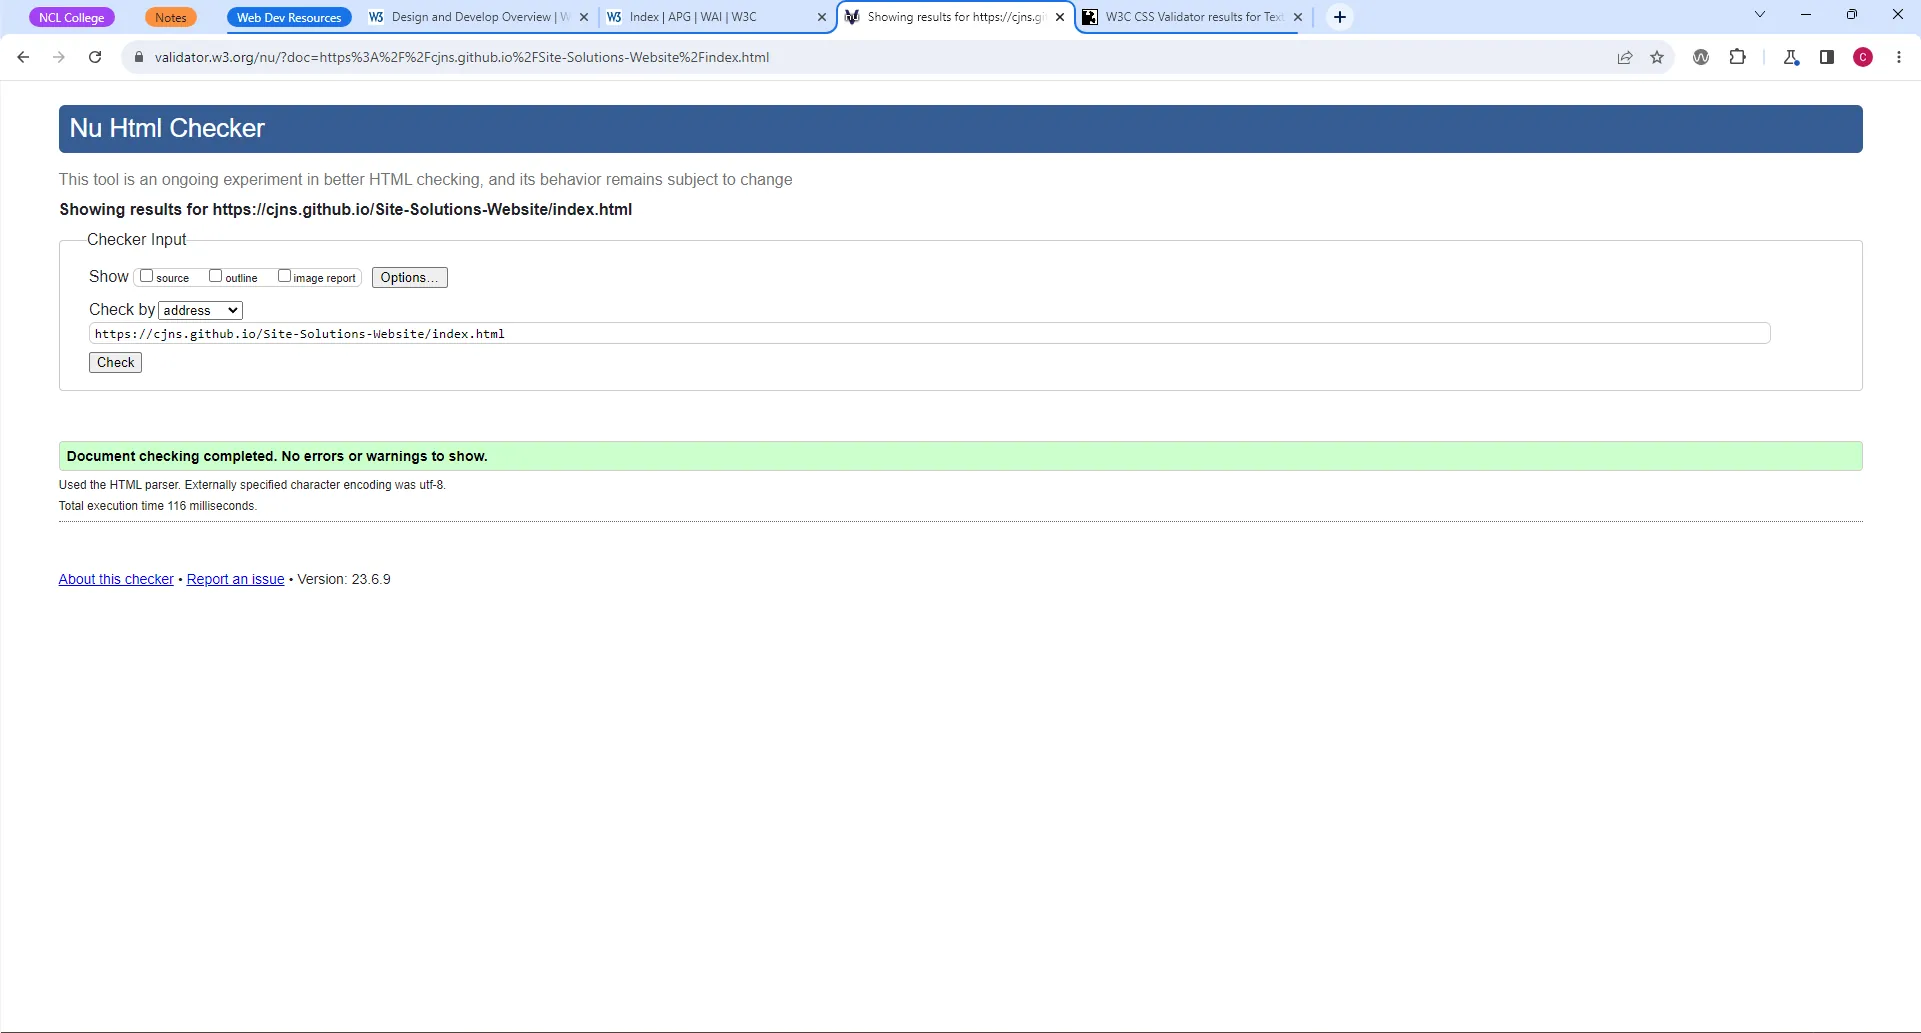 NCL College
Notes
Web Dev Resources
W3 Design and Develop Overview | W
W3 Index | APG | WAI | W3C
Showing results for https://cjns.gi
W3C CSS Validator results for Text
validator.w3.org/nu/?doc=https%3A%2F%2Fcjns.github.io%2FSite-Solutions-Website%2Findex.html
C
Nu Html Checker
This tool is an ongoing experiment in better HTML checking, and its behavior remains subject to change
Showing results for https://cjns.github.io/Site-Solutions-Website/index.html
Checker Input
Show source outline image report Options...
Check by address
https://cjns.github.io/Site-Solutions-Website/index.html
Check
Document checking completed. No errors or warnings to show.
Used the HTML parser. Externally specified character encoding was utf-8.
Total execution time 116 milliseconds.
About this checker • Report an issue • Version: 23.6.9